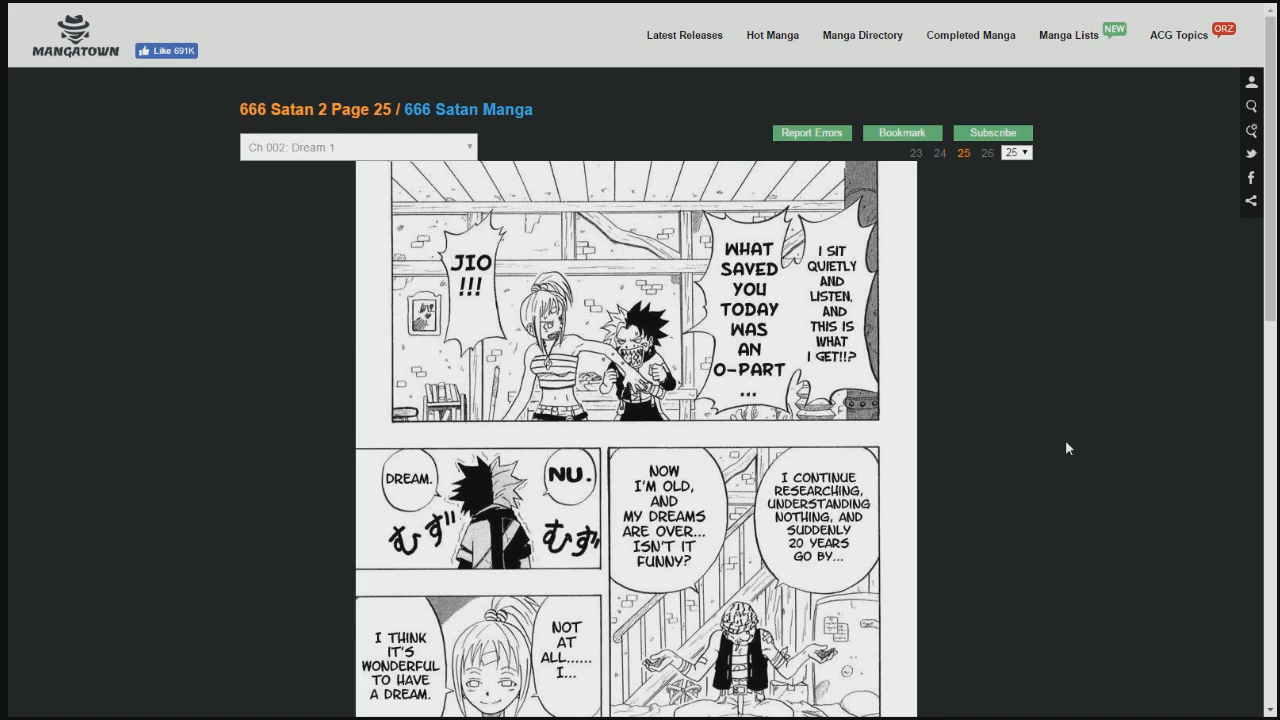 MANGATOWN
Like 691K
Latest Releases
Hot Manga
Manga Directory
Completed Manga
Manga Lists
NEW
ACG Topics
ORZ
666 Satan 2 Page 25 / 666 Satan Manga
Report Errors
Bookmark
Subscribe
Ch 002: Dream 1
23 24 25 26 25
I SIT
QUIETLY
AND
LISTEN,
AND
THIS IS
WHAT
I GET!!?
WHAT
SAVED
YOU
TODAY
WAS
AN
O-PART
...
JIO
!!!
I CONTINUE
RESEARCHING,
UNDERSTANDING
NOTHING, AND
SUDDENLY
20 YEARS
GO BY...
NOW
I'M OLD,
AND
MY DREAMS
ARE OVER...
ISN'T IT
FUNNY?
NU.
DREAM.
むず
むず
NOT
AT
ALL......
I...
I THINK
IT'S
WONDERFUL
TO HAVE
A DREAM.